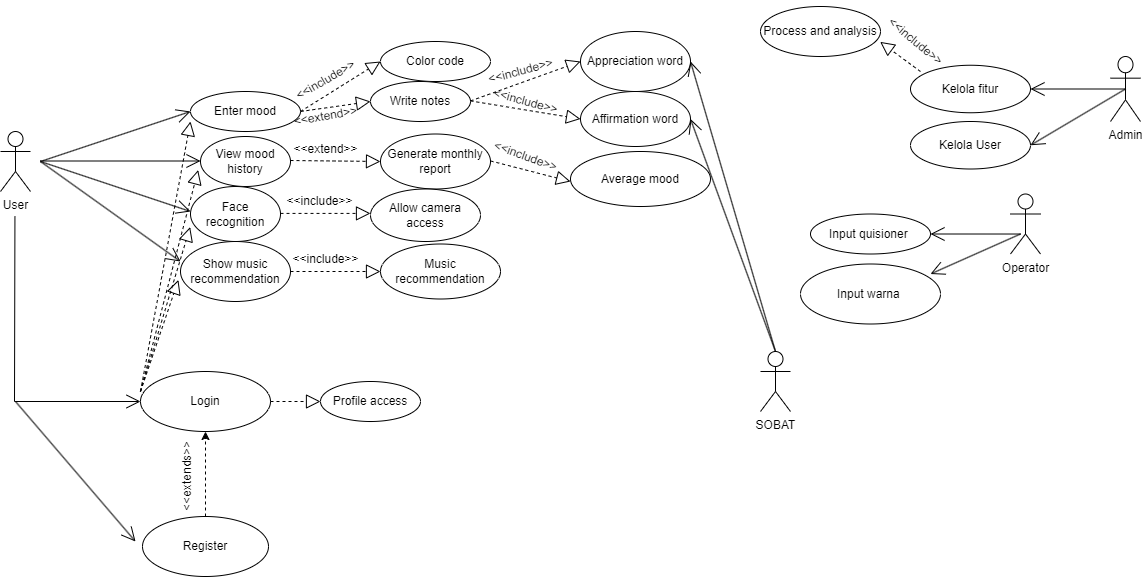 Process and analysis
<<include>>
Color code
Appreciation word
<<include>>
<<include>>
Kelola fitur
Enter mood
Write notes
<<include>>
<<extend>>
Affirmation word
Admin
View mood
history
<<extend>>
Generate monthly
report
<<include>>
Kelola User
Average mood
User
Face
recognition
<<include>>
Allow camera
access
Input quisioner
Show music
recommendation
<<include>>
Music
recommendation
Operator
Input warna
Login
Profile access
SOBAT
<<extends>>
Register